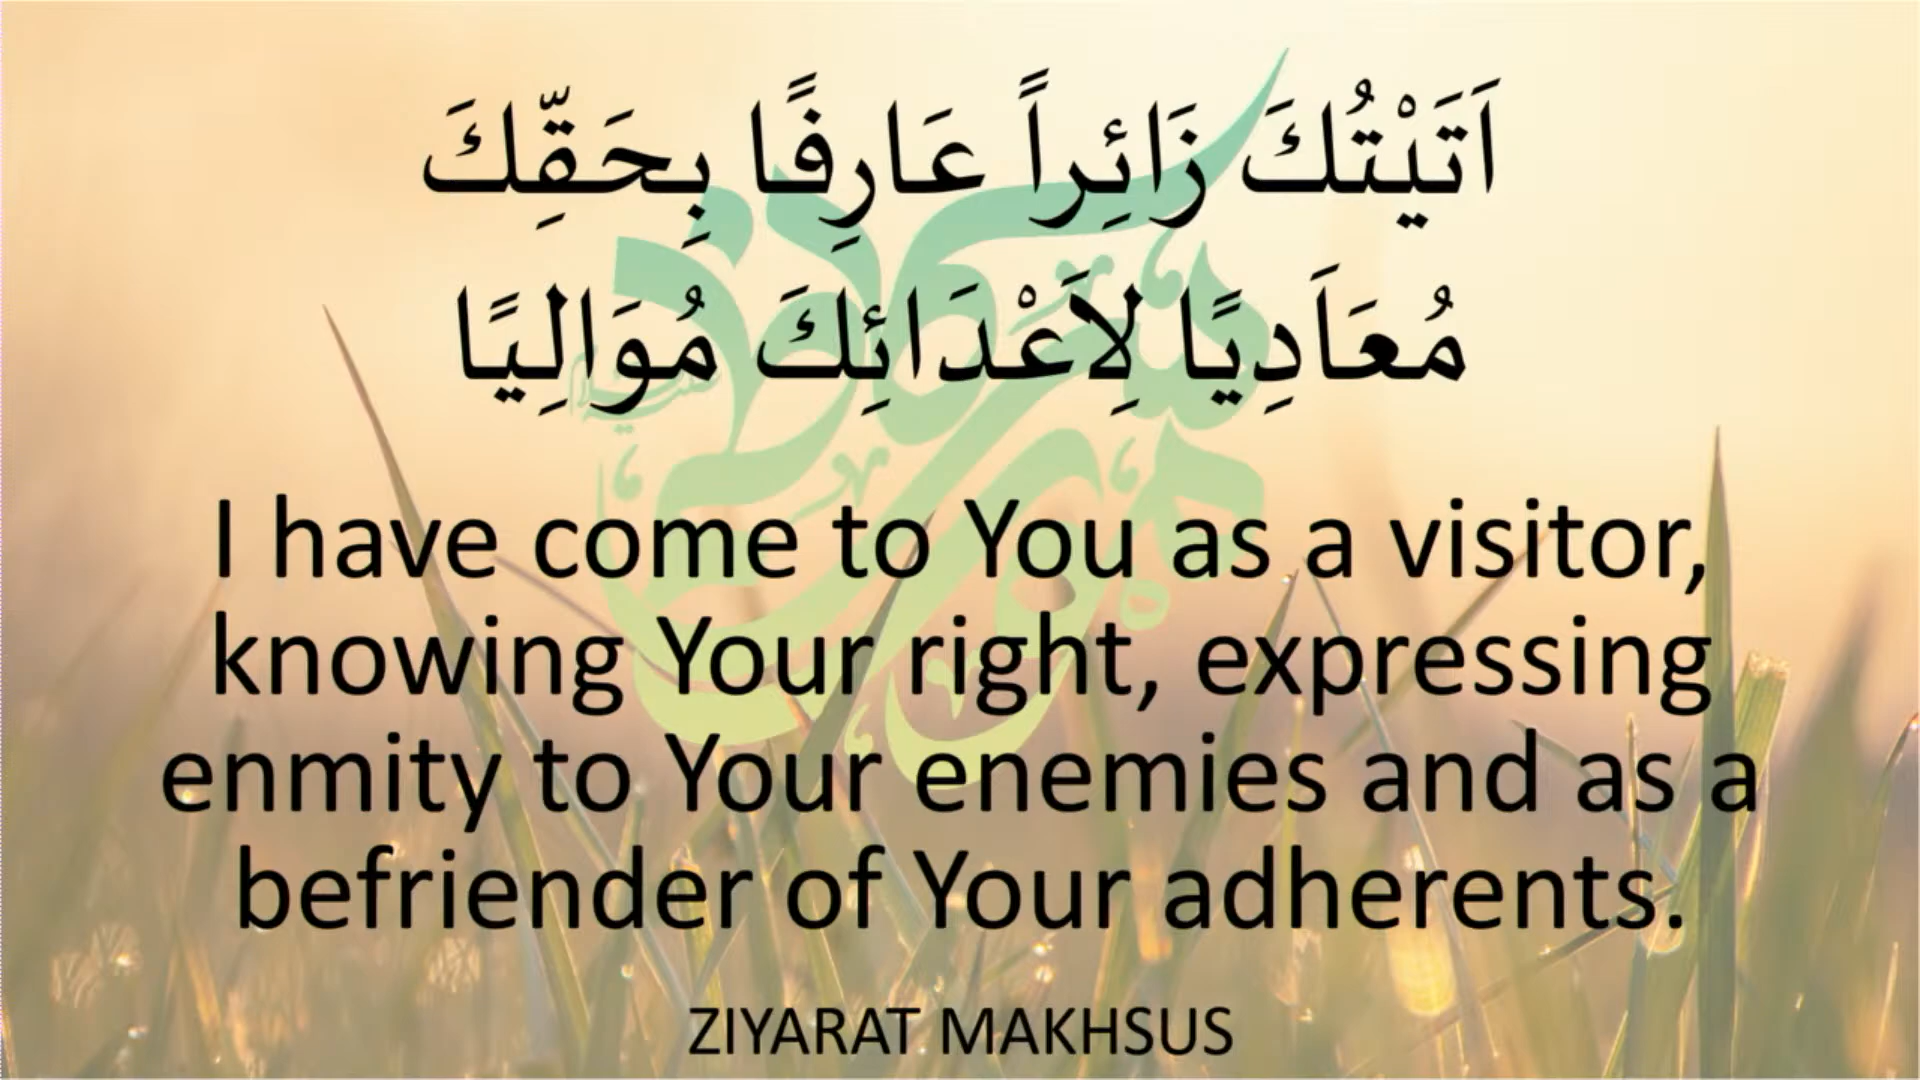 اَتَيْتُكَ زَائِراً عَارِفًا بِحَقِّكَ
مُعَاَدِيًا لِاَعْدَائِكَ مُوَالِيًا
I have come to You as a visitor,
knowing Your right, expressing
enmity to Your enemies and as a
befriender of Your adherents.
ZIYARAT MAKHSUS